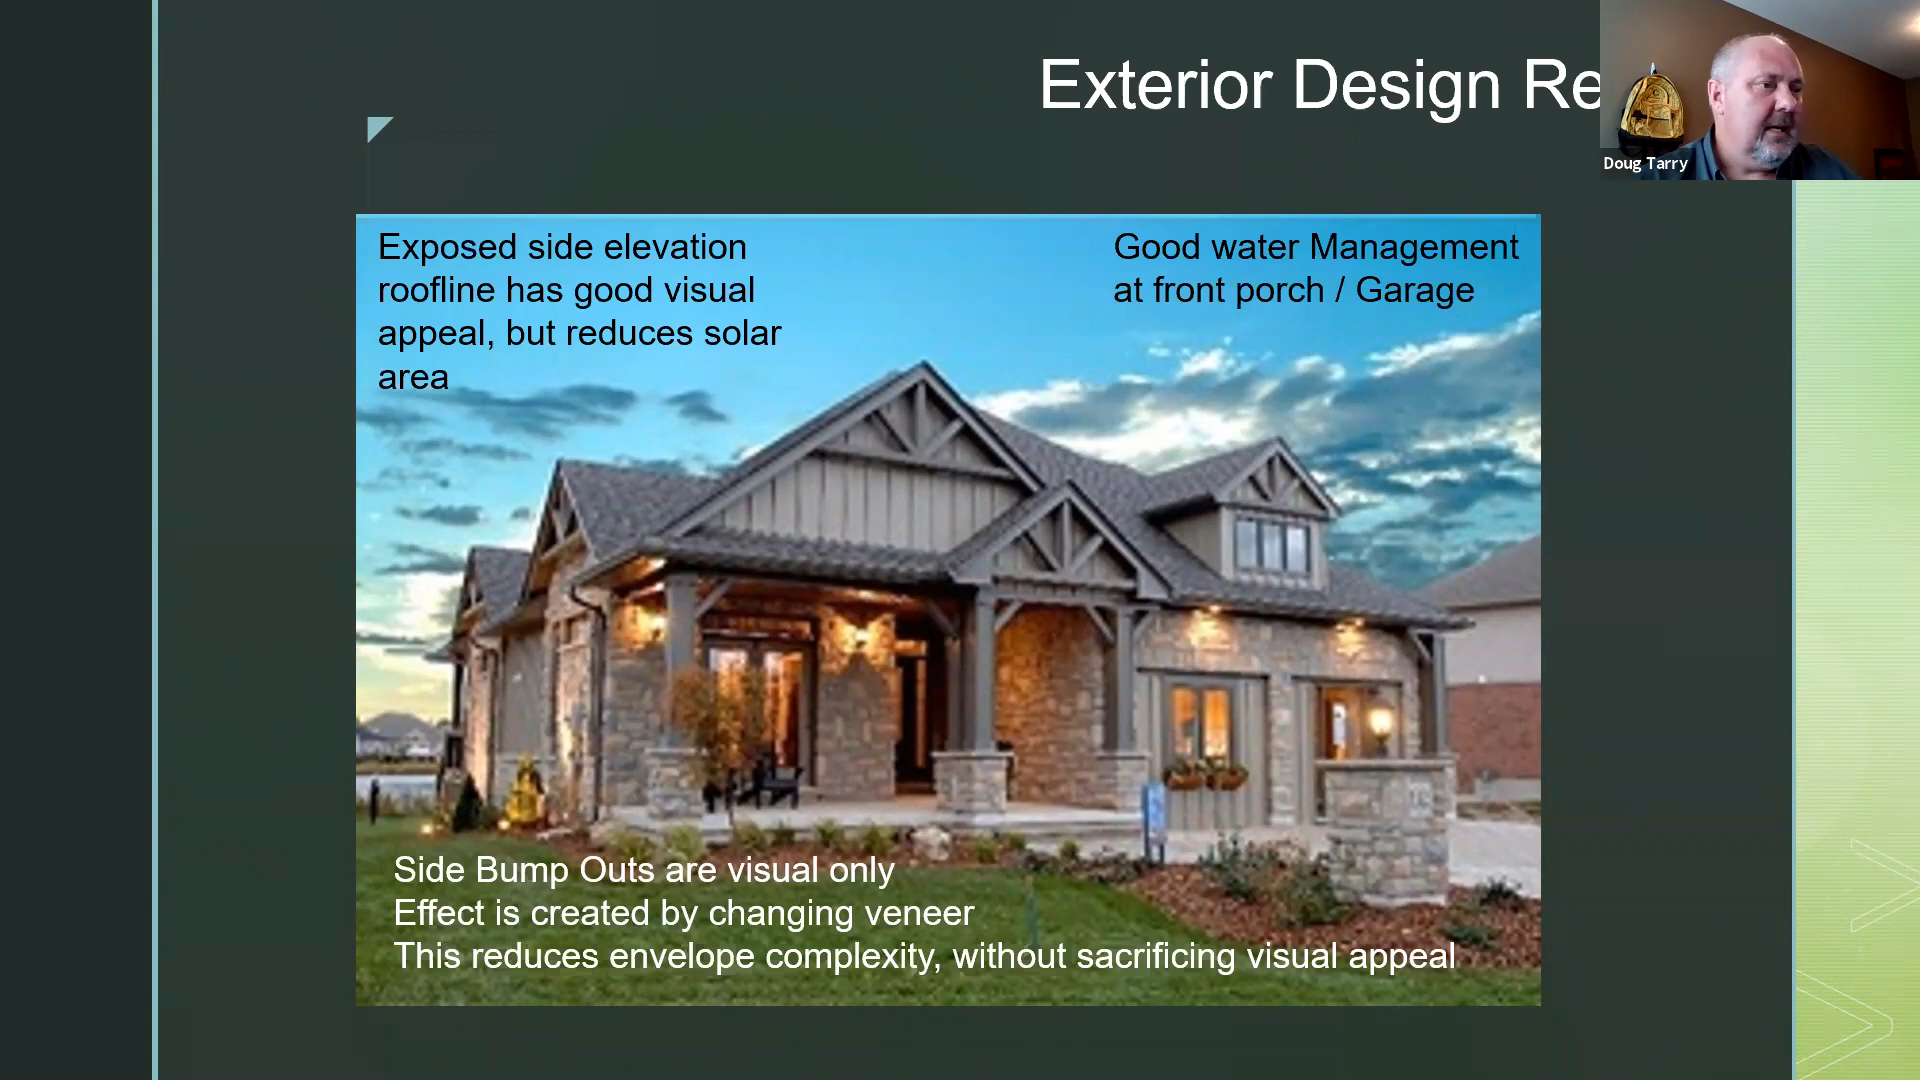 Exterior Design Re
Doug Tarry
Exposed side elevation
roofline has good visual
appeal, but reduces solar
area
Good water Management
at front porch / Garage
Side Bump Outs are visual only
Effect is created by changing veneer
This reduces envelope complexity, without sacrificing visual appeal